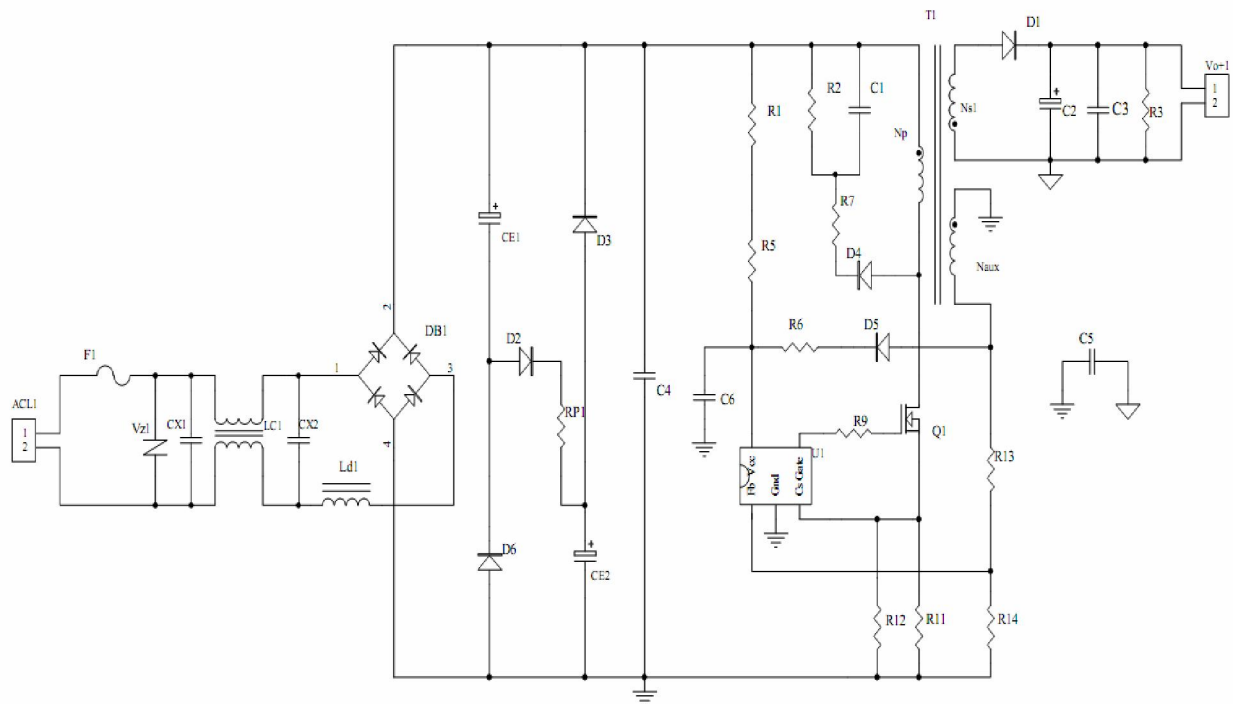 T1
D1
Vo+1
1
2
R2
C1
R1
Np
Ns1
+
C2
C3
R3
R7
+
CE1
D3
R5
D4
Naux
2
DB1
D2
R6
D5
C5
F1
1
3
C4
C6
RP1
ACL1
1
2
Vz1
CX1
LC1
CX2
R9
Q1
4
Ld1
U1
Fb Vcc
Gnd
Cs Gate
R13
D6
+
CE2
R12
R11
R14